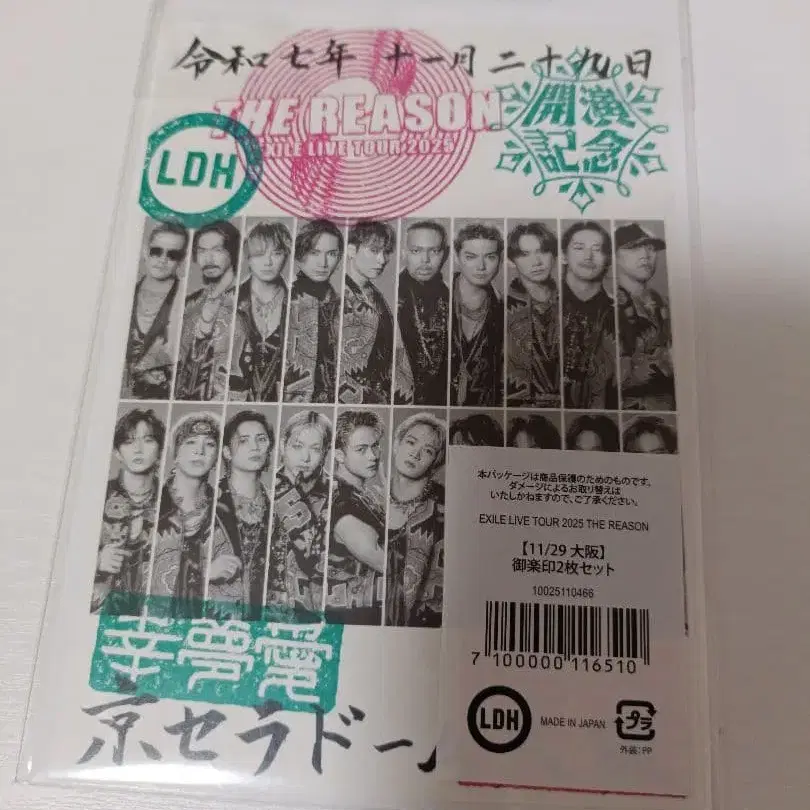 令和七年 十一月二十九日
THE REASON
EXILE LIVE TOUR 2025
開演
記念
LDH
本パッケージは商品保護のためのものです。
ダメージによるお取り替えは
いたしかねますので、ご了承ください。
EXILE LIVE TOUR 2025 THE REASON
【11/29 大阪】
御楽印2枚セット
10025110466
7 100000 116510
LDH
MADE IN JAPAN
プラ
外装:PP
幸夢愛
京セラドー